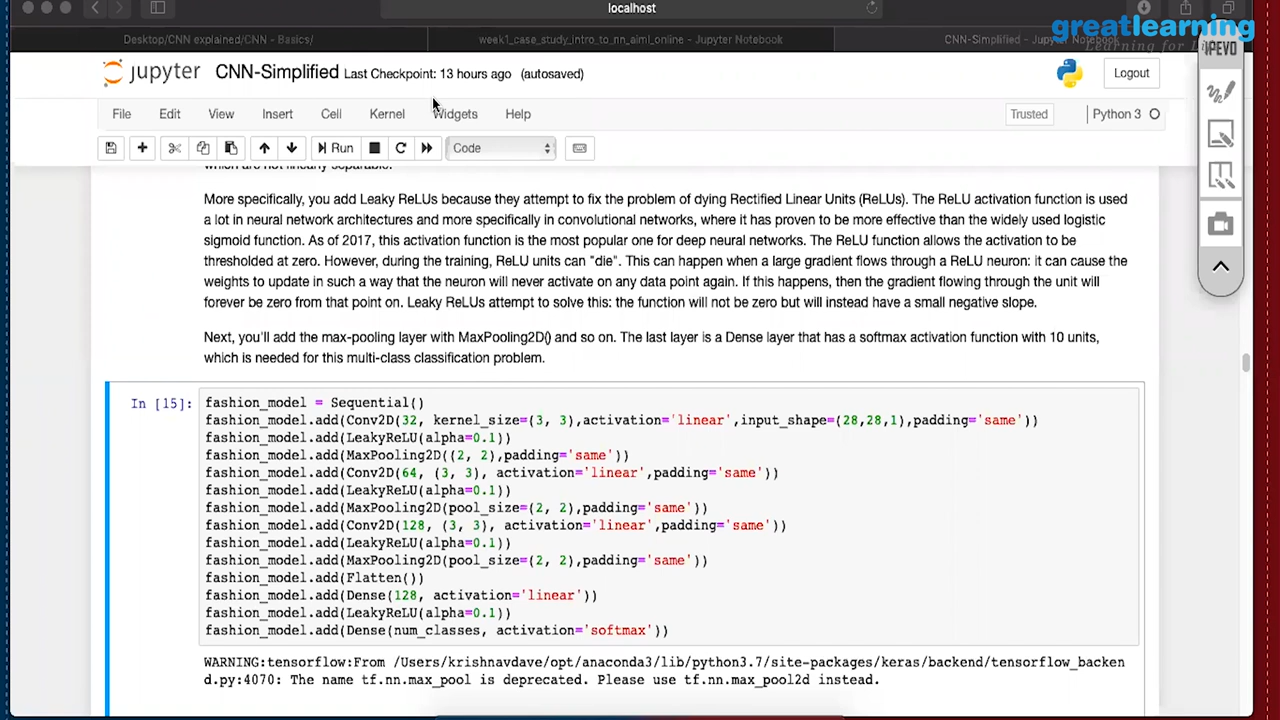 localhost
greatlearning
Learning for
Desktop/CNN explained/CNN - Basics/
week1_case_study_intro_to_nn_aiml_online - Jupyter Notebook
CNN-Simplified - Jupyter Notebook
IPEVO
jupyter CNN-Simplified Last Checkpoint: 13 hours ago (autosaved)
Logout
File Edit View Insert Cell Kernel Widgets Help
Trusted
Python 3
Run
Code
which are not linearly separable.
More specifically, you add Leaky ReLUs because they attempt to fix the problem of dying Rectified Linear Units (ReLUs). The ReLU activation function is used
a lot in neural network architectures and more specifically in convolutional networks, where it has proven to be more effective than the widely used logistic
sigmoid function. As of 2017, this activation function is the most popular one for deep neural networks. The ReLU function allows the activation to be
thresholded at zero. However, during the training, ReLU units can "die". This can happen when a large gradient flows through a ReLU neuron: it can cause the
weights to update in such a way that the neuron will never activate on any data point again. If this happens, then the gradient flowing through the unit will
forever be zero from that point on. Leaky ReLUs attempt to solve this: the function will not be zero but will instead have a small negative slope.
Next, you'll add the max-pooling layer with MaxPooling2D() and so on. The last layer is a Dense layer that has a softmax activation function with 10 units,
which is needed for this multi-class classification problem.
In [15]:
fashion_model = Sequential()
fashion_model.add(Conv2D(32, kernel_size=(3, 3),activation='linear',input_shape=(28,28,1),padding='same'))
fashion_model.add(LeakyReLU(alpha=0.1))
fashion_model.add(MaxPooling2D((2, 2),padding='same'))
fashion_model.add(Conv2D(64, (3, 3), activation='linear',padding='same'))
fashion_model.add(LeakyReLU(alpha=0.1))
fashion_model.add(MaxPooling2D(pool_size=(2, 2),padding='same'))
fashion_model.add(Conv2D(128, (3, 3), activation='linear',padding='same'))
fashion_model.add(LeakyReLU(alpha=0.1))
fashion_model.add(MaxPooling2D(pool_size=(2, 2),padding='same'))
fashion_model.add(Flatten())
fashion_model.add(Dense(128, activation='linear'))
fashion_model.add(LeakyReLU(alpha=0.1))
fashion_model.add(Dense(num_classes, activation='softmax'))
WARNING:tensorflow:From /Users/krishnavdave/opt/anaconda3/lib/python3.7/site-packages/keras/backend/tensorflow_backen
d.py:4070: The name tf.nn.max_pool is deprecated. Please use tf.nn.max_pool2d instead.